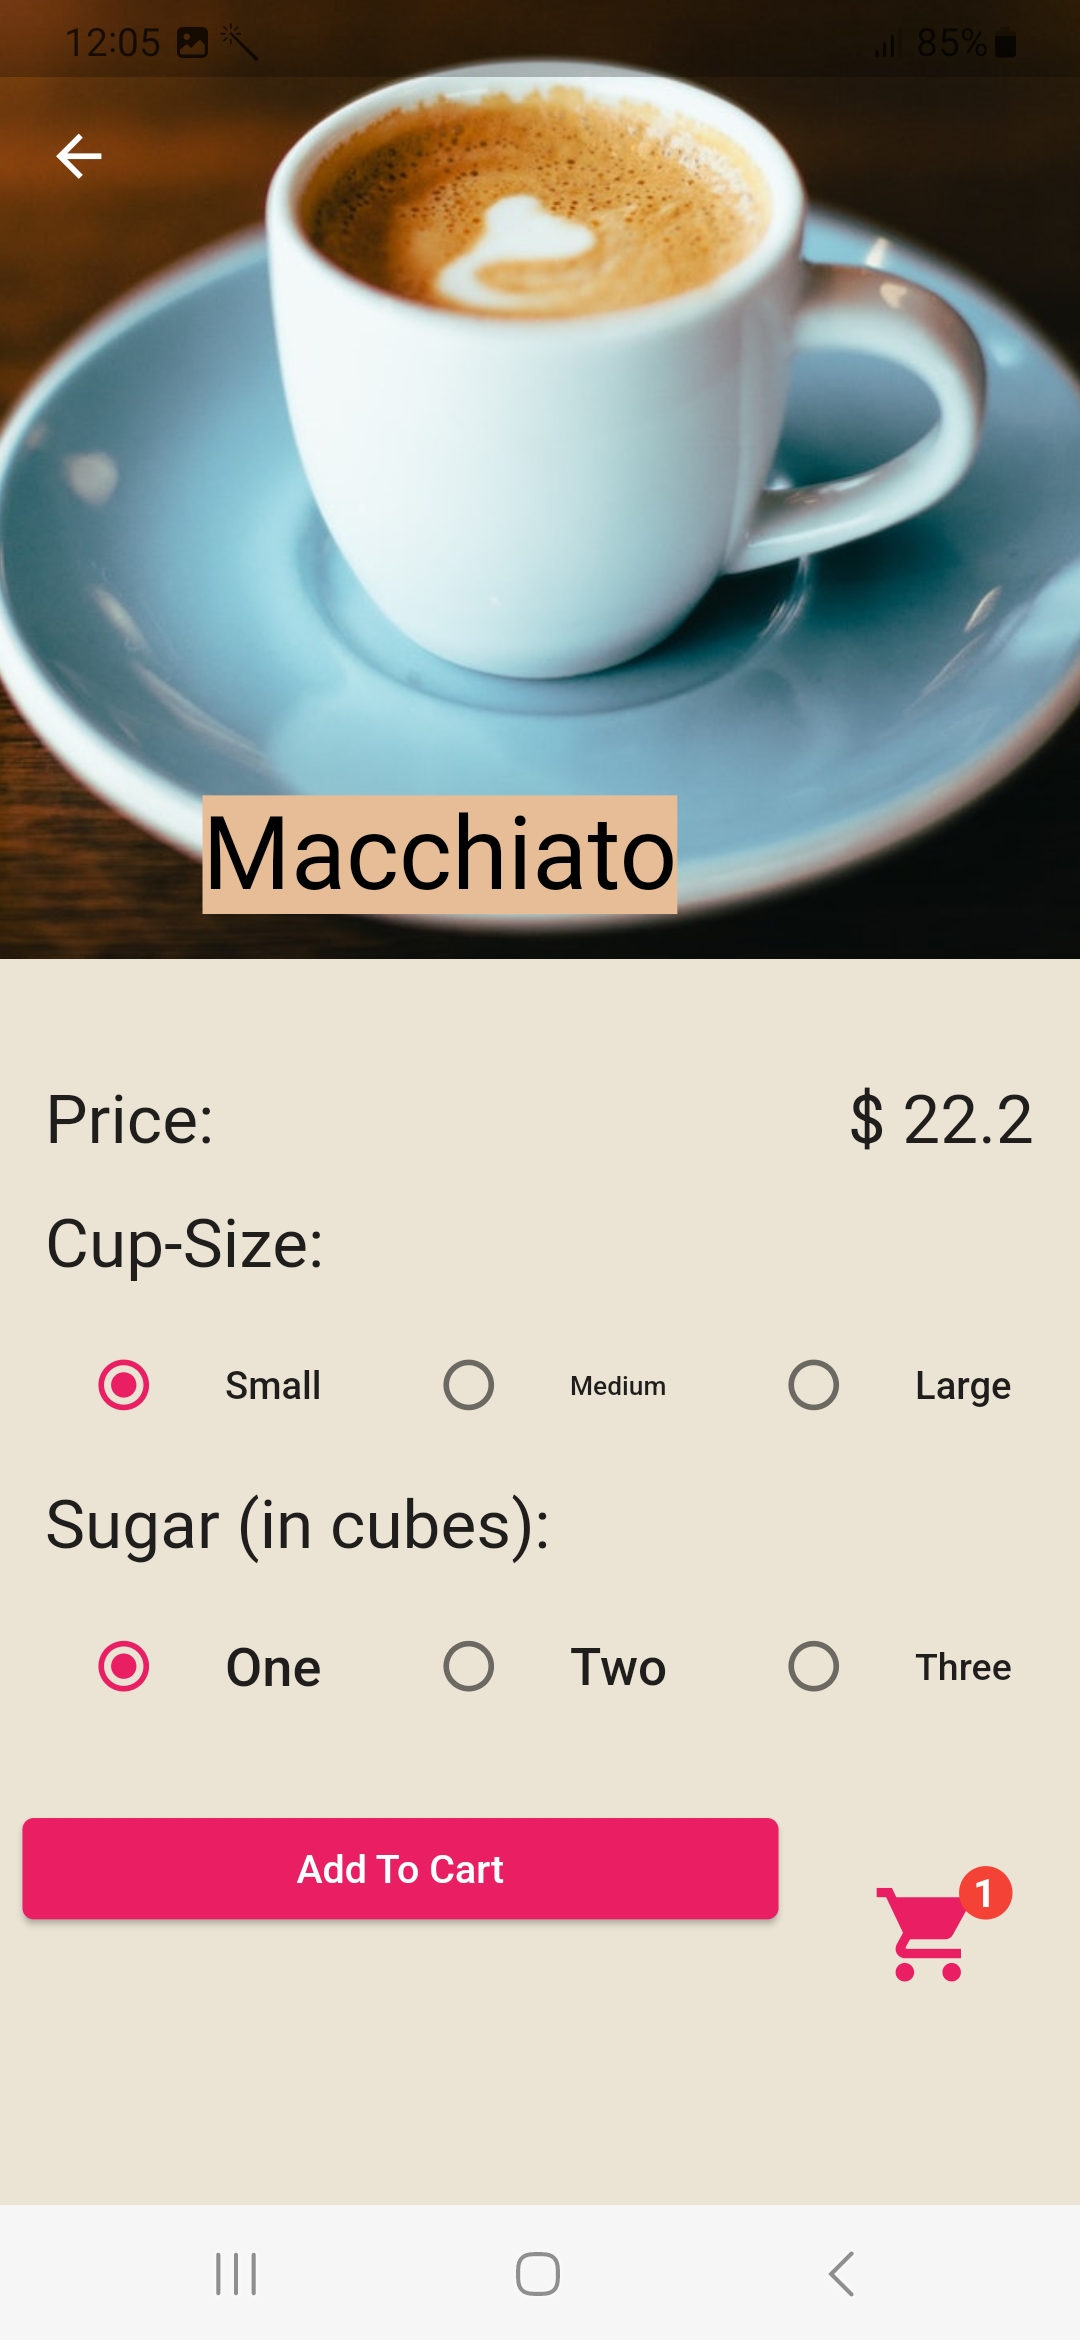 12:05 85%
Macchiato
Price: $ 22.2
Cup-Size:
Small Medium Large
Sugar (in cubes):
One Two Three
Add To Cart
1